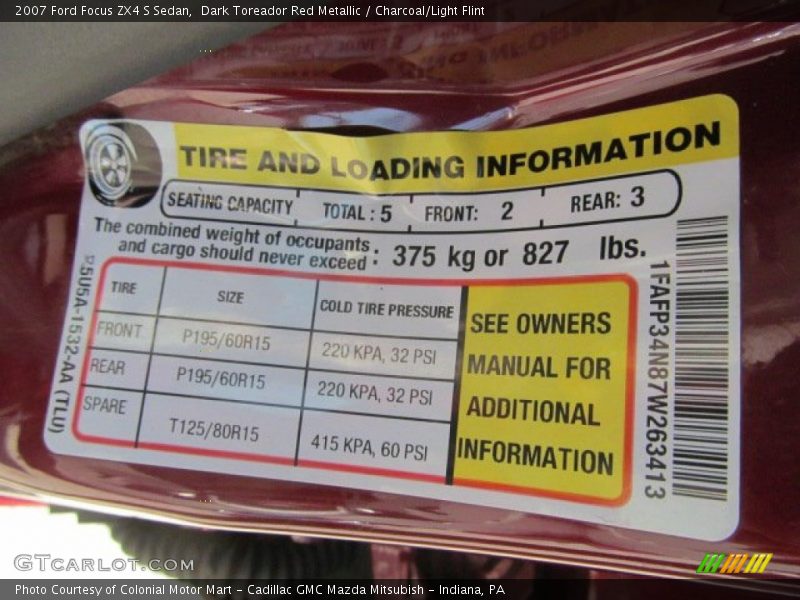 2007 Ford Focus ZX4 S Sedan,  Dark Toreador Red Metallic / Charcoal/Light Flint
TIRE AND LOADING INFORMATION
SEATING CAPACITY TOTAL : 5 FRONT: 2 REAR: 3
The combined weight of occupants
and cargo should never exceed : 375 kg or 827 lbs.
TIRE SIZE COLD TIRE PRESSURE
FRONT P195/60R15 220 KPA, 32 PSI
REAR P195/60R15 220 KPA, 32 PSI
SPARE T125/80R15 415 KPA, 60 PSI
SEE OWNERS
MANUAL FOR
ADDITIONAL
INFORMATION
5U5A-1532-AA (TLU)
1FAFP34N87W263413
GTCarLot.com
Photo Courtesy of Colonial Motor Mart - Cadillac GMC Mazda Mitsubish - Indiana, PA